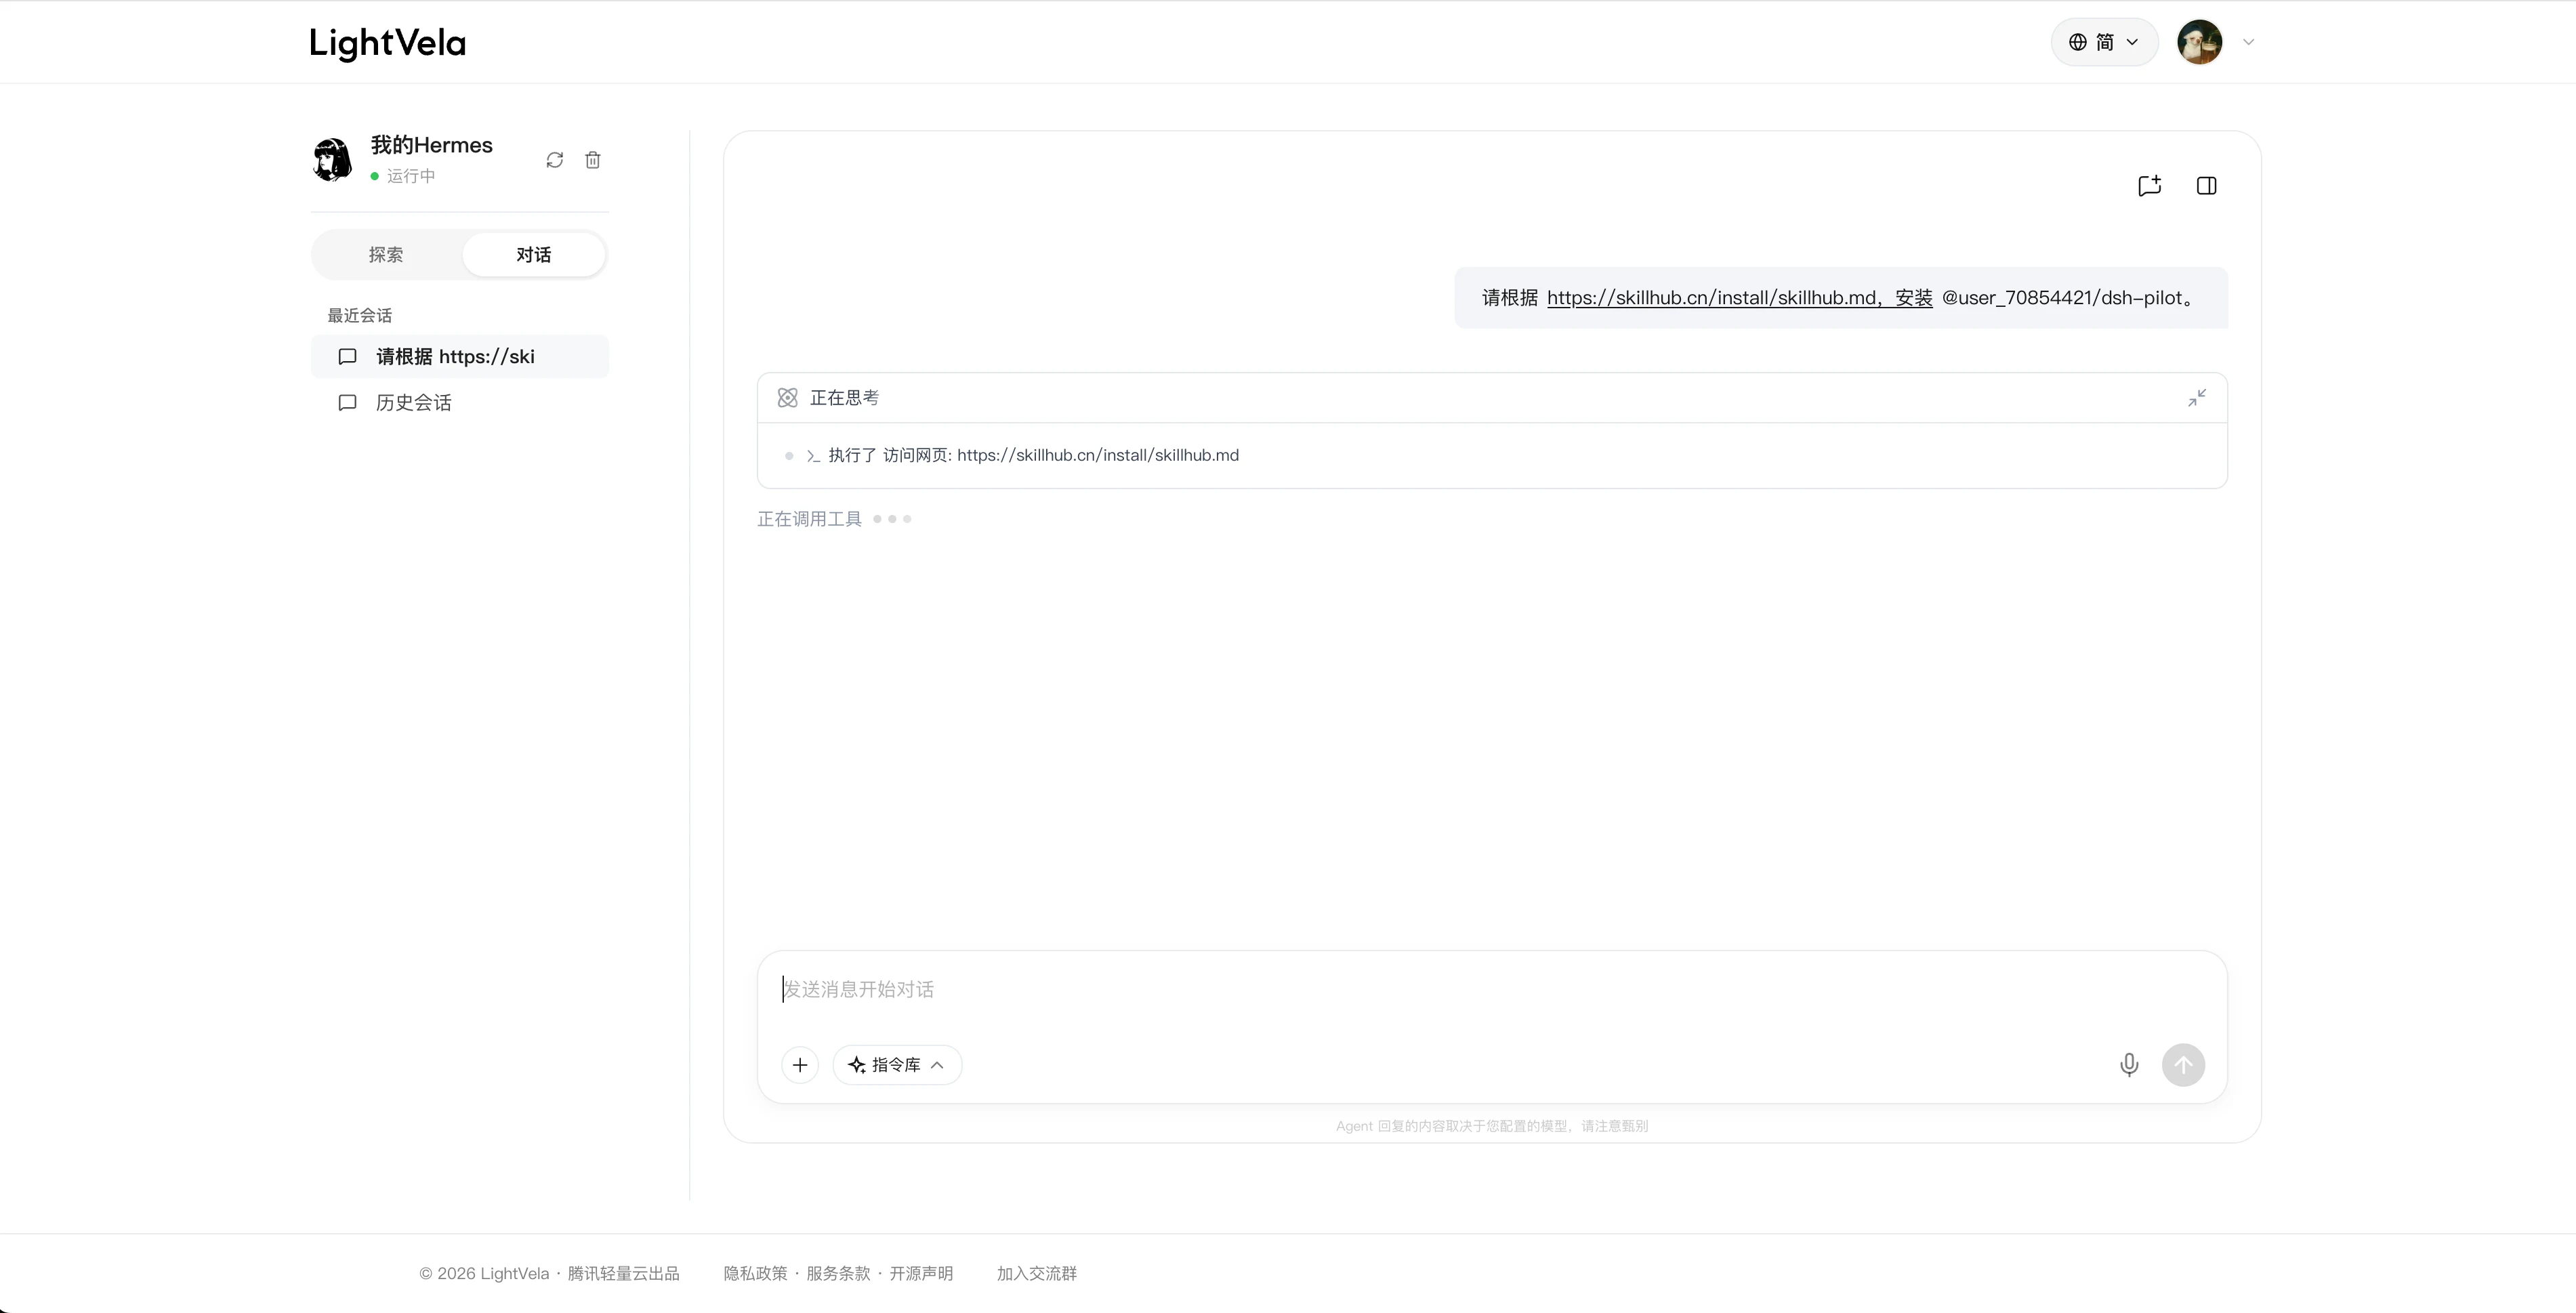 LightVela
简
我的Hermes
运行中
探索
对话
最近会话
请根据 https://ski
历史会话
请根据 https://skillhub.cn/install/skillhub.md，安装 @user_70854421/dsh-pilot。
正在思考
执行了 访问网页: https://skillhub.cn/install/skillhub.md
正在调用工具
发送消息开始对话
指令库
Agent 回复的内容取决于您配置的模型，请注意甄别
© 2026 LightVela · 腾讯轻量云出品 隐私政策 · 服务条款 · 开源声明 加入交流群